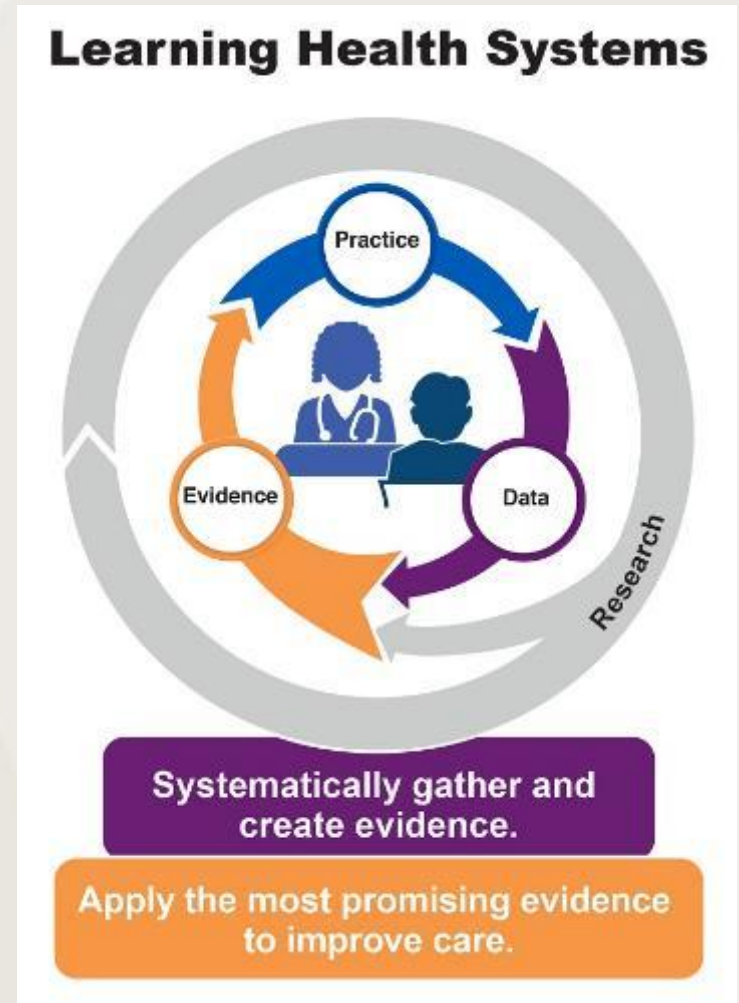 Learning Health Systems
Practice
Evidence
Data
Research
Systematically gather and
create evidence.
Apply the most promising evidence
to improve care.